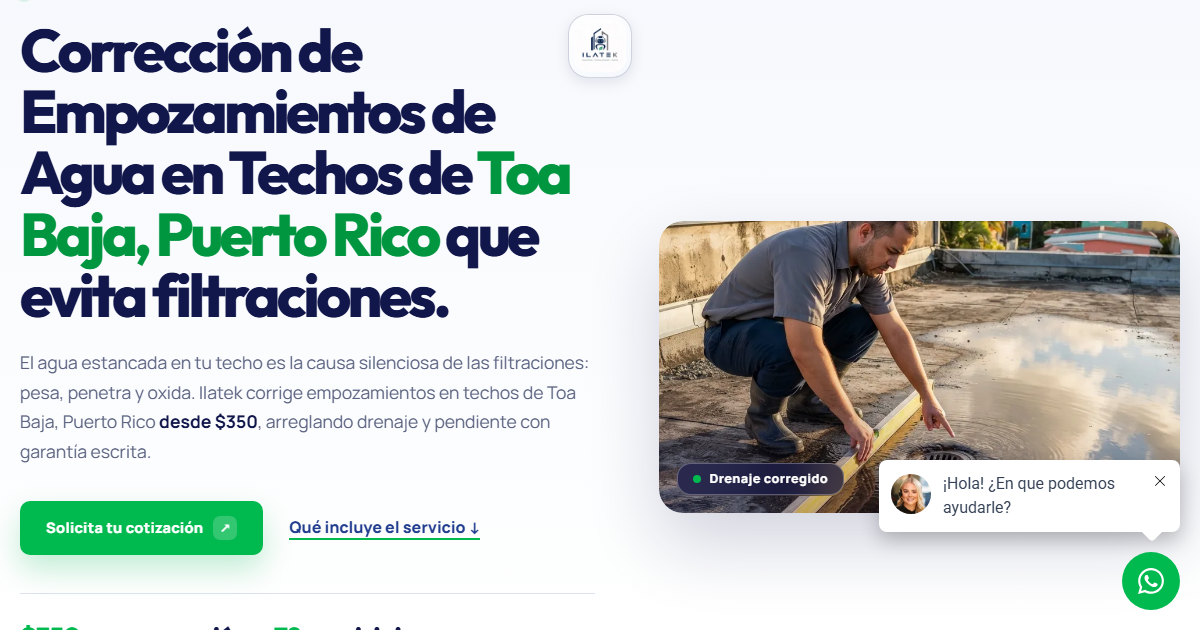 Corrección de
Empozamientos de
Agua en Techos de Toa
Baja, Puerto Rico que
evita filtraciones.
ILATEK
El agua estancada en tu techo es la causa silenciosa de las filtraciones:
pesa, penetra y oxida. Ilatek corrige empozamientos en techos de Toa
Baja, Puerto Rico desde $350, arreglando drenaje y pendiente con
garantía escrita.
Solicita tu cotización ↗
Qué incluye el servicio ↓
Drenaje corregido
¡Hola! ¿En que podemos
ayudarle?